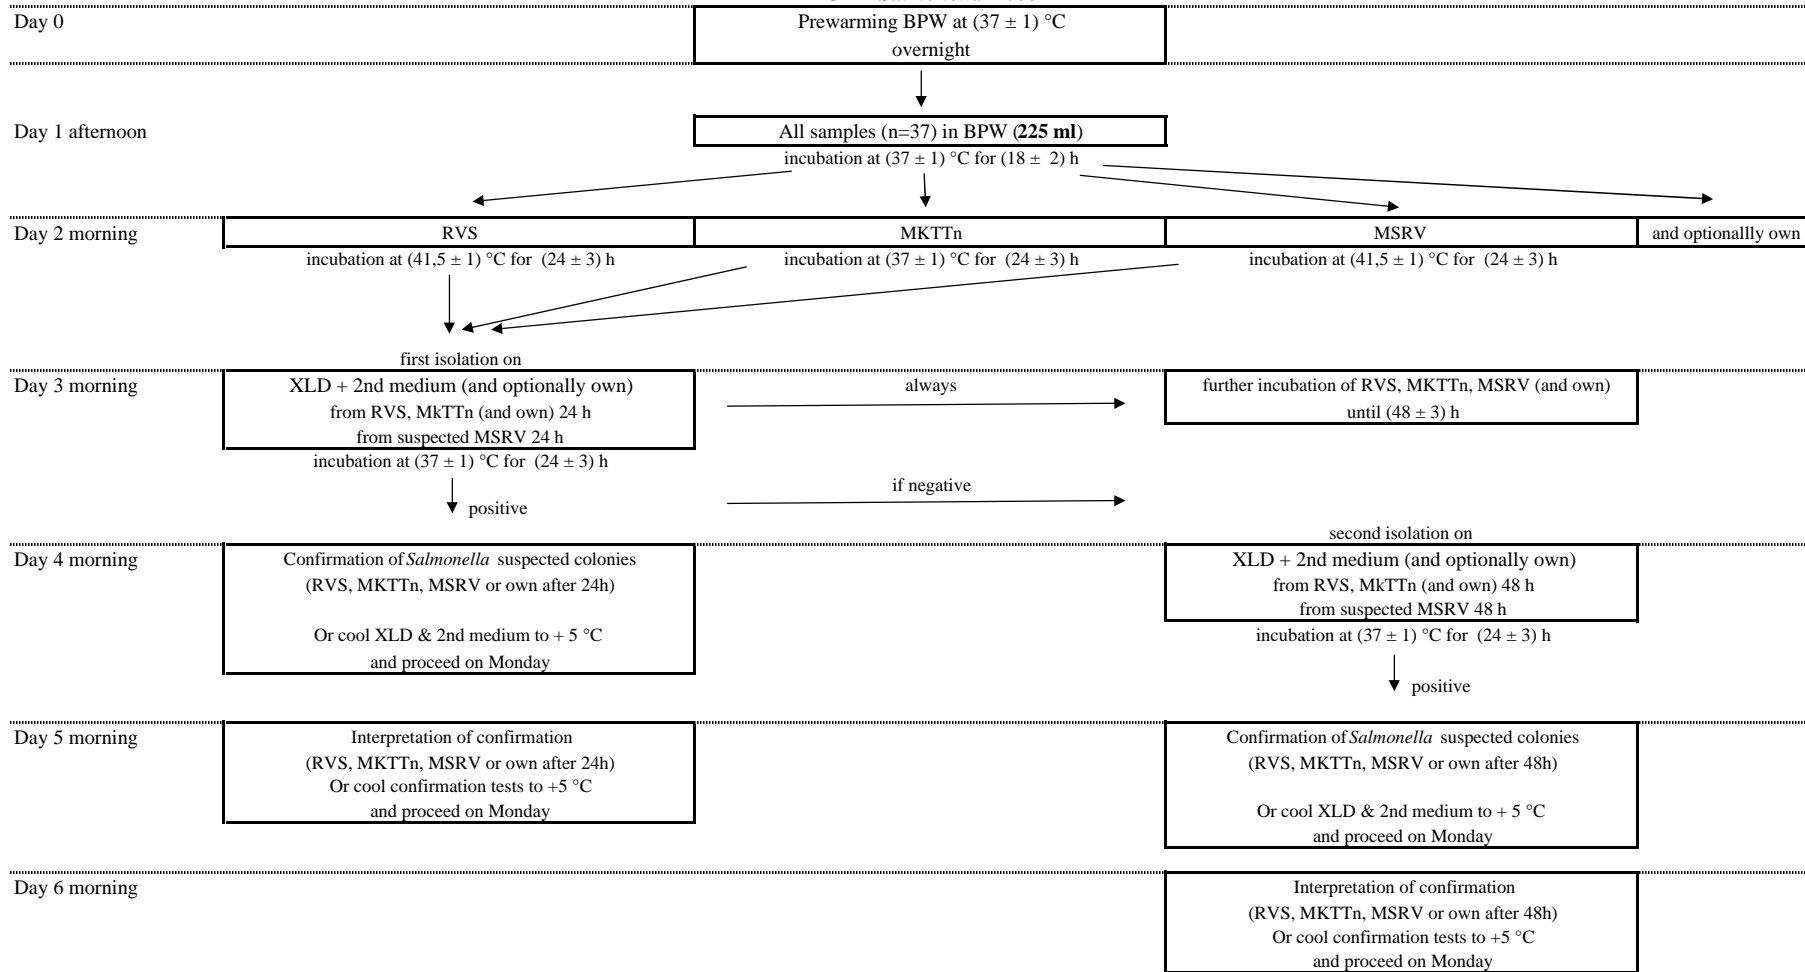 Day 0
Prewarming BPW at (37 ± 1) °C
overnight
Day 1 afternoon
All samples (n=37) in BPW (225 ml)
incubation at (37 ± 1) °C for (18 ± 2) h
Day 2 morning
RVS
MKTTn
MSRV
and optionallly own
incubation at (41,5 ± 1) °C for (24 ± 3) h
incubation at (37 ± 1) °C for (24 ± 3) h
incubation at (41,5 ± 1) °C for (24 ± 3) h
first isolation on
Day 3 morning
XLD + 2nd medium (and optionally own)
from RVS, MkTTn (and own) 24 h
from suspected MSRV 24 h
incubation at (37 ± 1) °C for (24 ± 3) h
always
further incubation of RVS, MKTTn, MSRV (and own)
until (48 ± 3) h
positive
if negative
second isolation on
Day 4 morning
Confirmation of Salmonella suspected colonies
(RVS, MKTTn, MSRV or own after 24h)
Or cool XLD & 2nd medium to + 5 °C
and proceed on Monday
XLD + 2nd medium (and optionally own)
from RVS, MkTTn (and own) 48 h
from suspected MSRV 48 h
incubation at (37 ± 1) °C for (24 ± 3) h
positive
Day 5 morning
Interpretation of confirmation
(RVS, MKTTn, MSRV or own after 24h)
Or cool confirmation tests to +5 °C
and proceed on Monday
Confirmation of Salmonella suspected colonies
(RVS, MKTTn, MSRV or own after 48h)
Or cool XLD & 2nd medium to + 5 °C
and proceed on Monday
Day 6 morning
Interpretation of confirmation
(RVS, MKTTn, MSRV or own after 48h)
Or cool confirmation tests to +5 °C
and proceed on Monday